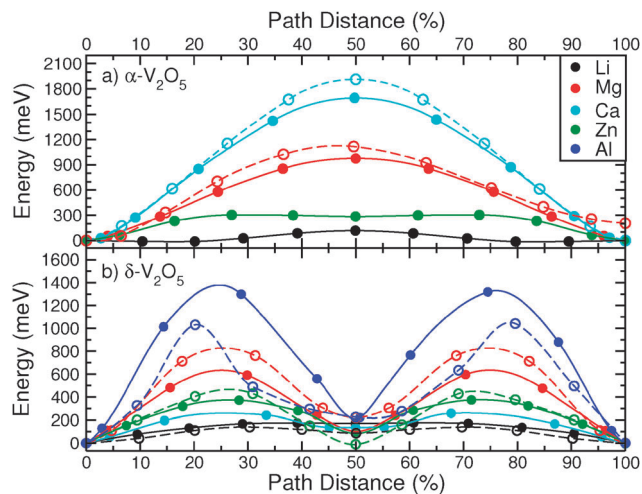 Path Distance (%)
0 10 20 30 40 50 60 70 80 90 100
a) α-V₂O₅
Energy (meV)
2100
1800
1500
1200
900
600
300
0
Li
Mg
Ca
Zn
Al
b) δ-V₂O₅
Energy (meV)
1600
1400
1200
1000
800
600
400
200
0
0 10 20 30 40 50 60 70 80 90 100
Path Distance (%)